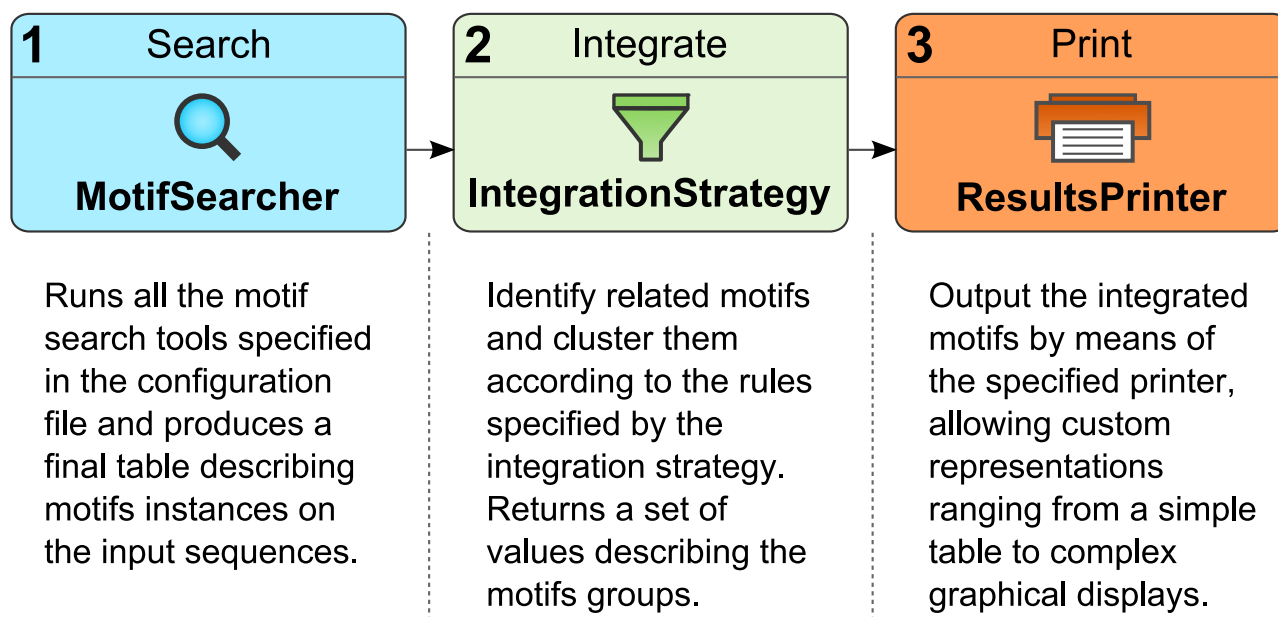 1 Search
MotifSearcher
Runs all the motif
search tools specified
in the configuration
file and produces a
final table describing
motifs instances on
the input sequences.
2 Integrate
IntegrationStrategy
Identify related motifs
and cluster them
according to the rules
specified by the
integration strategy.
Returns a set of
values describing the
motifs groups.
3 Print
ResultsPrinter
Output the integrated
motifs by means of
the specified printer,
allowing custom
representations
ranging from a simple
table to complex
graphical displays.